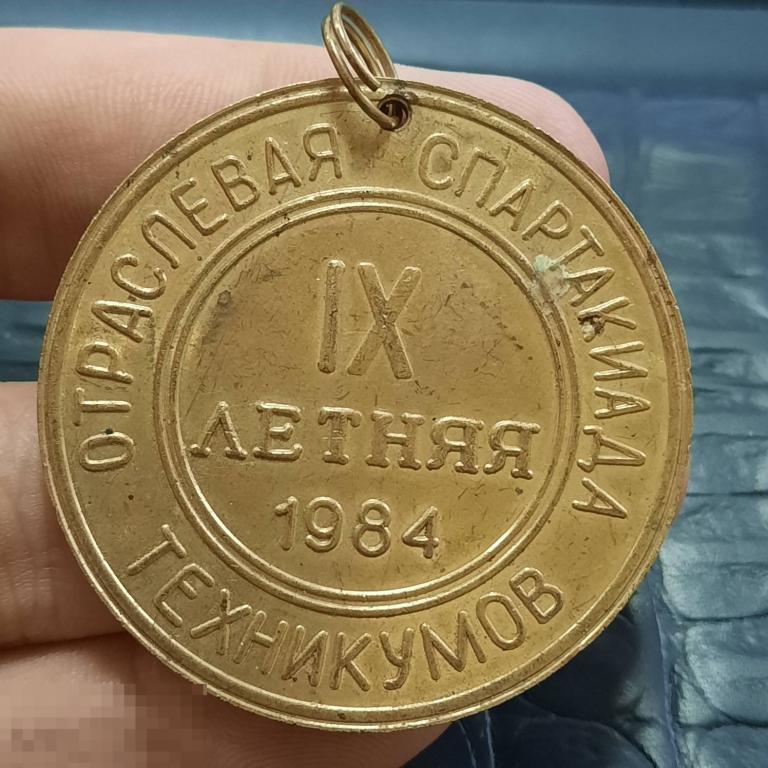 ОТРАСЛЕВАЯ СПАРТАКИАДА
ТЕХНИКУМОВ
IX
ЛЕТНЯЯ
1984